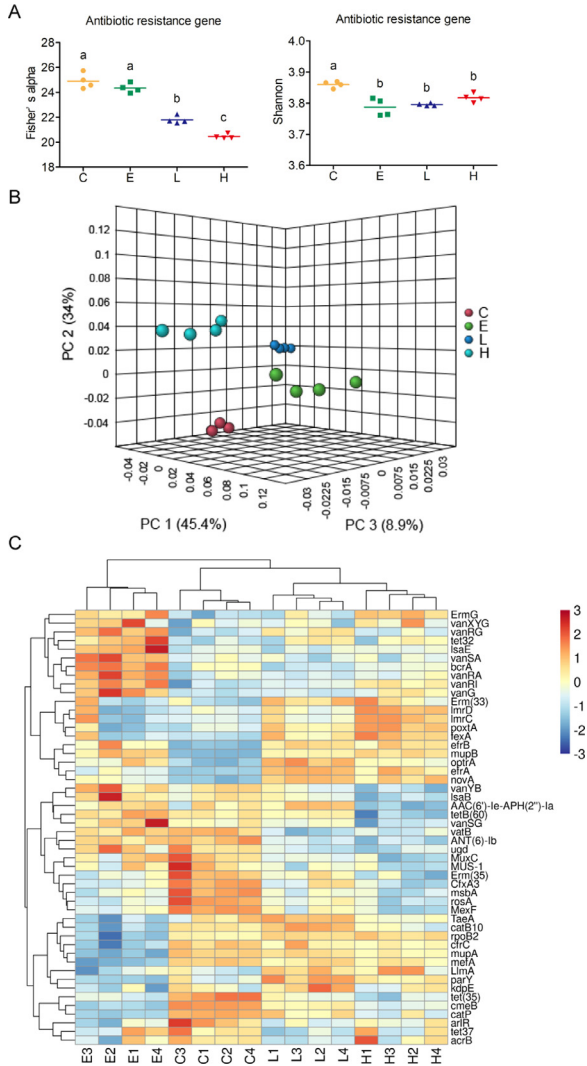 A
Antibiotic resistance gene
Antibiotic resistance gene
Fisher's alpha
28
26
24
22
20
18
a
a
b
c
C E L H
Shannon
4.0
3.9
3.8
3.7
3.6
a
b
b
b
C E L H
B
PC 2 (34%)
0.12
0.1
0.08
0.06
0.04
0.02
0
-0.02
-0.04
-0.04
-0.02
0
0.02
0.04
0.06
0.08
0.1
0.12
PC 1 (45.4%)
-0.03
-0.0225
-0.015
-0.0075
0
0.0075
0.015
0.0225
0.03
PC 3 (8.9%)
C
E
L
H
C
ErmG
vanXYG
vanRG
tet32
lsaE
vanSA
bcrA
vanRA
vanRI
vanG
Erm(33)
lmrD
lmrC
poxtA
fexA
efrB
mupB
optrA
efrA
novA
vanYB
lsaB
AAC(6')-Ie-APH(2'')-Ia
tetB(60)
vanSG
vatB
ANT(6)-Ib
ugd
MuxC
MUS-1
Erm(35)
CfxA3
msbA
rosA
MexF
TaeA
catB10
rpoB2
cfrC
mupA
mefA
LlmA
parY
kdpE
tet(35)
cmeB
catP
arlR
tet37
acrB
E3 E2 E1 E4 C3 C1 C2 C4 L1 L3 L2 L4 H1 H3 H2 H4
3
2
1
0
-1
-2
-3